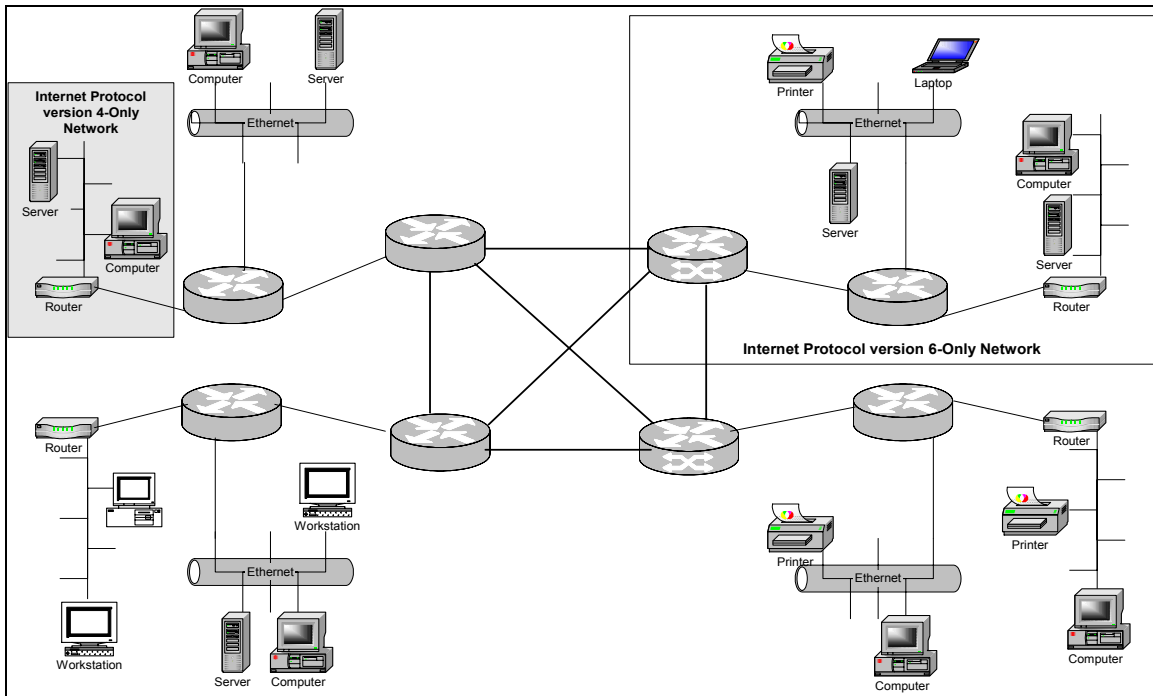 Computer
Server
Ethernet
Internet Protocol
version 4-Only
Network
Server
Computer
Router
Printer
Laptop
Ethernet
Server
Computer
Server
Router
Internet Protocol version 6-Only Network
Router
Workstation
Ethernet
Workstation
Server
Computer
Router
Printer
Printer
Ethernet
Computer
Computer